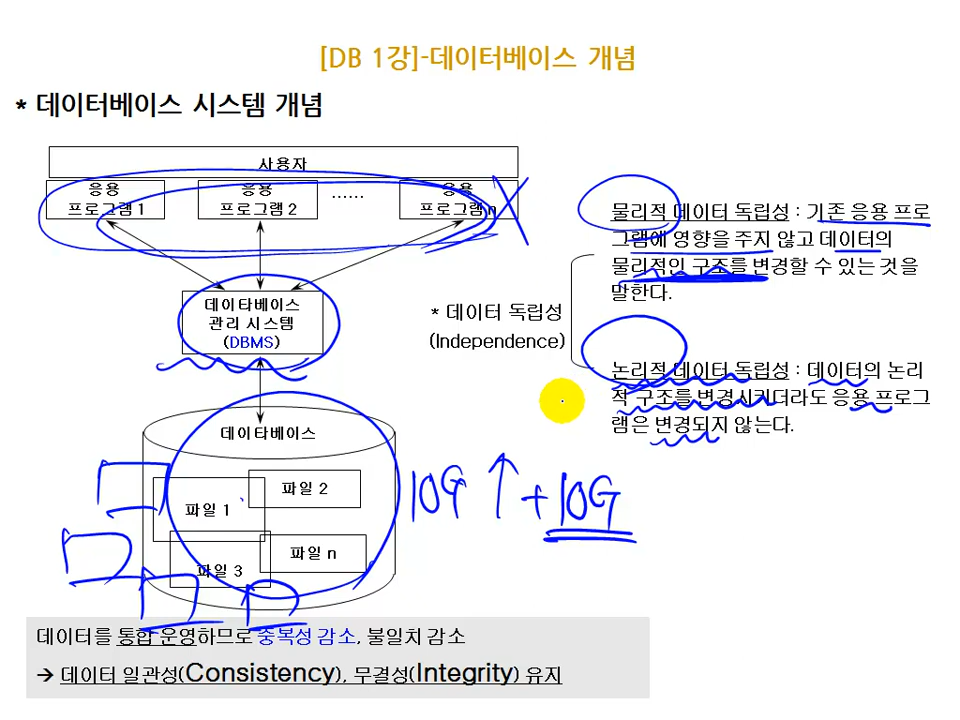 [DB 1강]-데이터베이스 개념
* 데이터베이스 시스템 개념
사용자
응용
프로그램 1
응용
프로그램 2
......
응용
프로그램 n
X
데이타베이스
관리 시스템
(DBMS)
데이타베이스
파일 1
파일 2
파일 3
파일 n
10G ↑ + 10G
* 데이터 독립성
(Independence)
물리적 데이터 독립성 : 기존 응용 프로
그램에 영향을 주지 않고 데이터의
물리적인 구조를 변경할 수 있는 것을
말한다.
논리적 데이터 독립성 : 데이터의 논리
적 구조를 변경시키더라도 응용 프로그
램은 변경되지 않는다.
데이터를 통합 운영하므로 중복성 감소, 불일치 감소
→ 데이터 일관성(Consistency), 무결성(Integrity) 유지